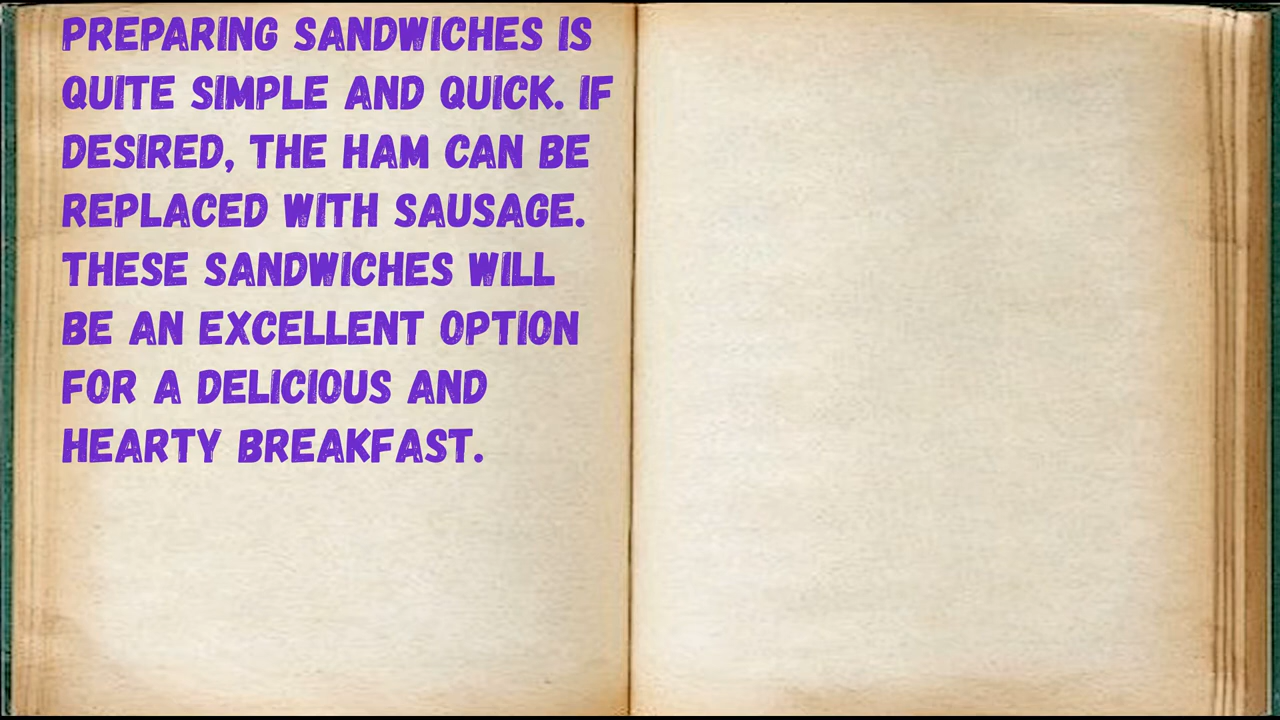 PREPARING SANDWICHES IS
QUITE SIMPLE AND QUICK. IF
DESIRED, THE HAM CAN BE
REPLACED WITH SAUSAGE.
THESE SANDWICHES WILL
BE AN EXCELLENT OPTION
FOR A DELICIOUS AND
HEARTY BREAKFAST.